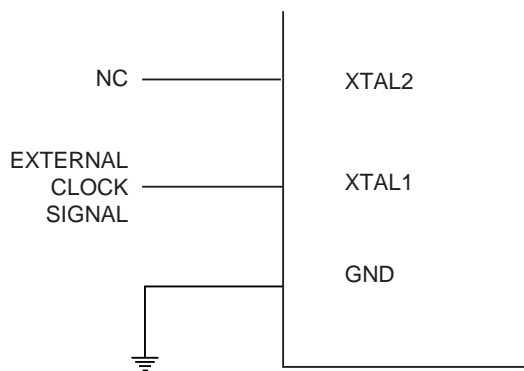 NC
XTAL2
EXTERNAL
CLOCK
SIGNAL
XTAL1
GND